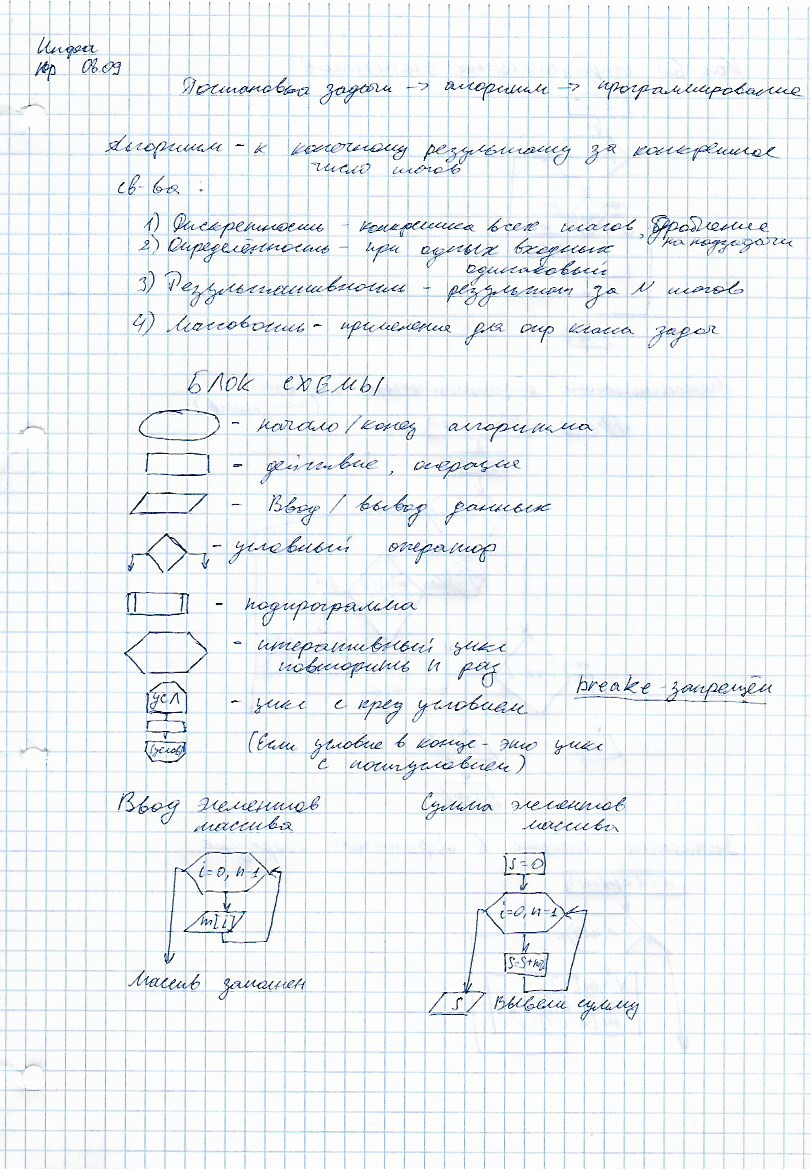 Инфа
пр 08.09
Постановка задачи -> алгоритм -> программирование
Алгоритм - к конечному результату за конкретное
число шагов
св-ва :
1) Дискретность - конкретика всех шагов, дробление
на подзадачи
2) Определённость - при одних входных
одинаковый
3) Результативность - результат за N шагов
4) Массовость - применение для опр класса задач
БЛОК СХЕМЫ
- начало / конец алгоритма
- действие, операция
- Ввод / вывод данных
- условный оператор
- подпрограмма
- итеративный цикл
повторить n раз
breake - запрещён
усл
- цикл с пред условием
условие
(Если условие в конце - это цикл
с постусловием)
Ввод элементов
массива
Сумма элементов
массива
i=0, n-1
m[i]
Массив заполнен
S=0
i=0, n-1
S=S+m[i]
S
Вывели сумму